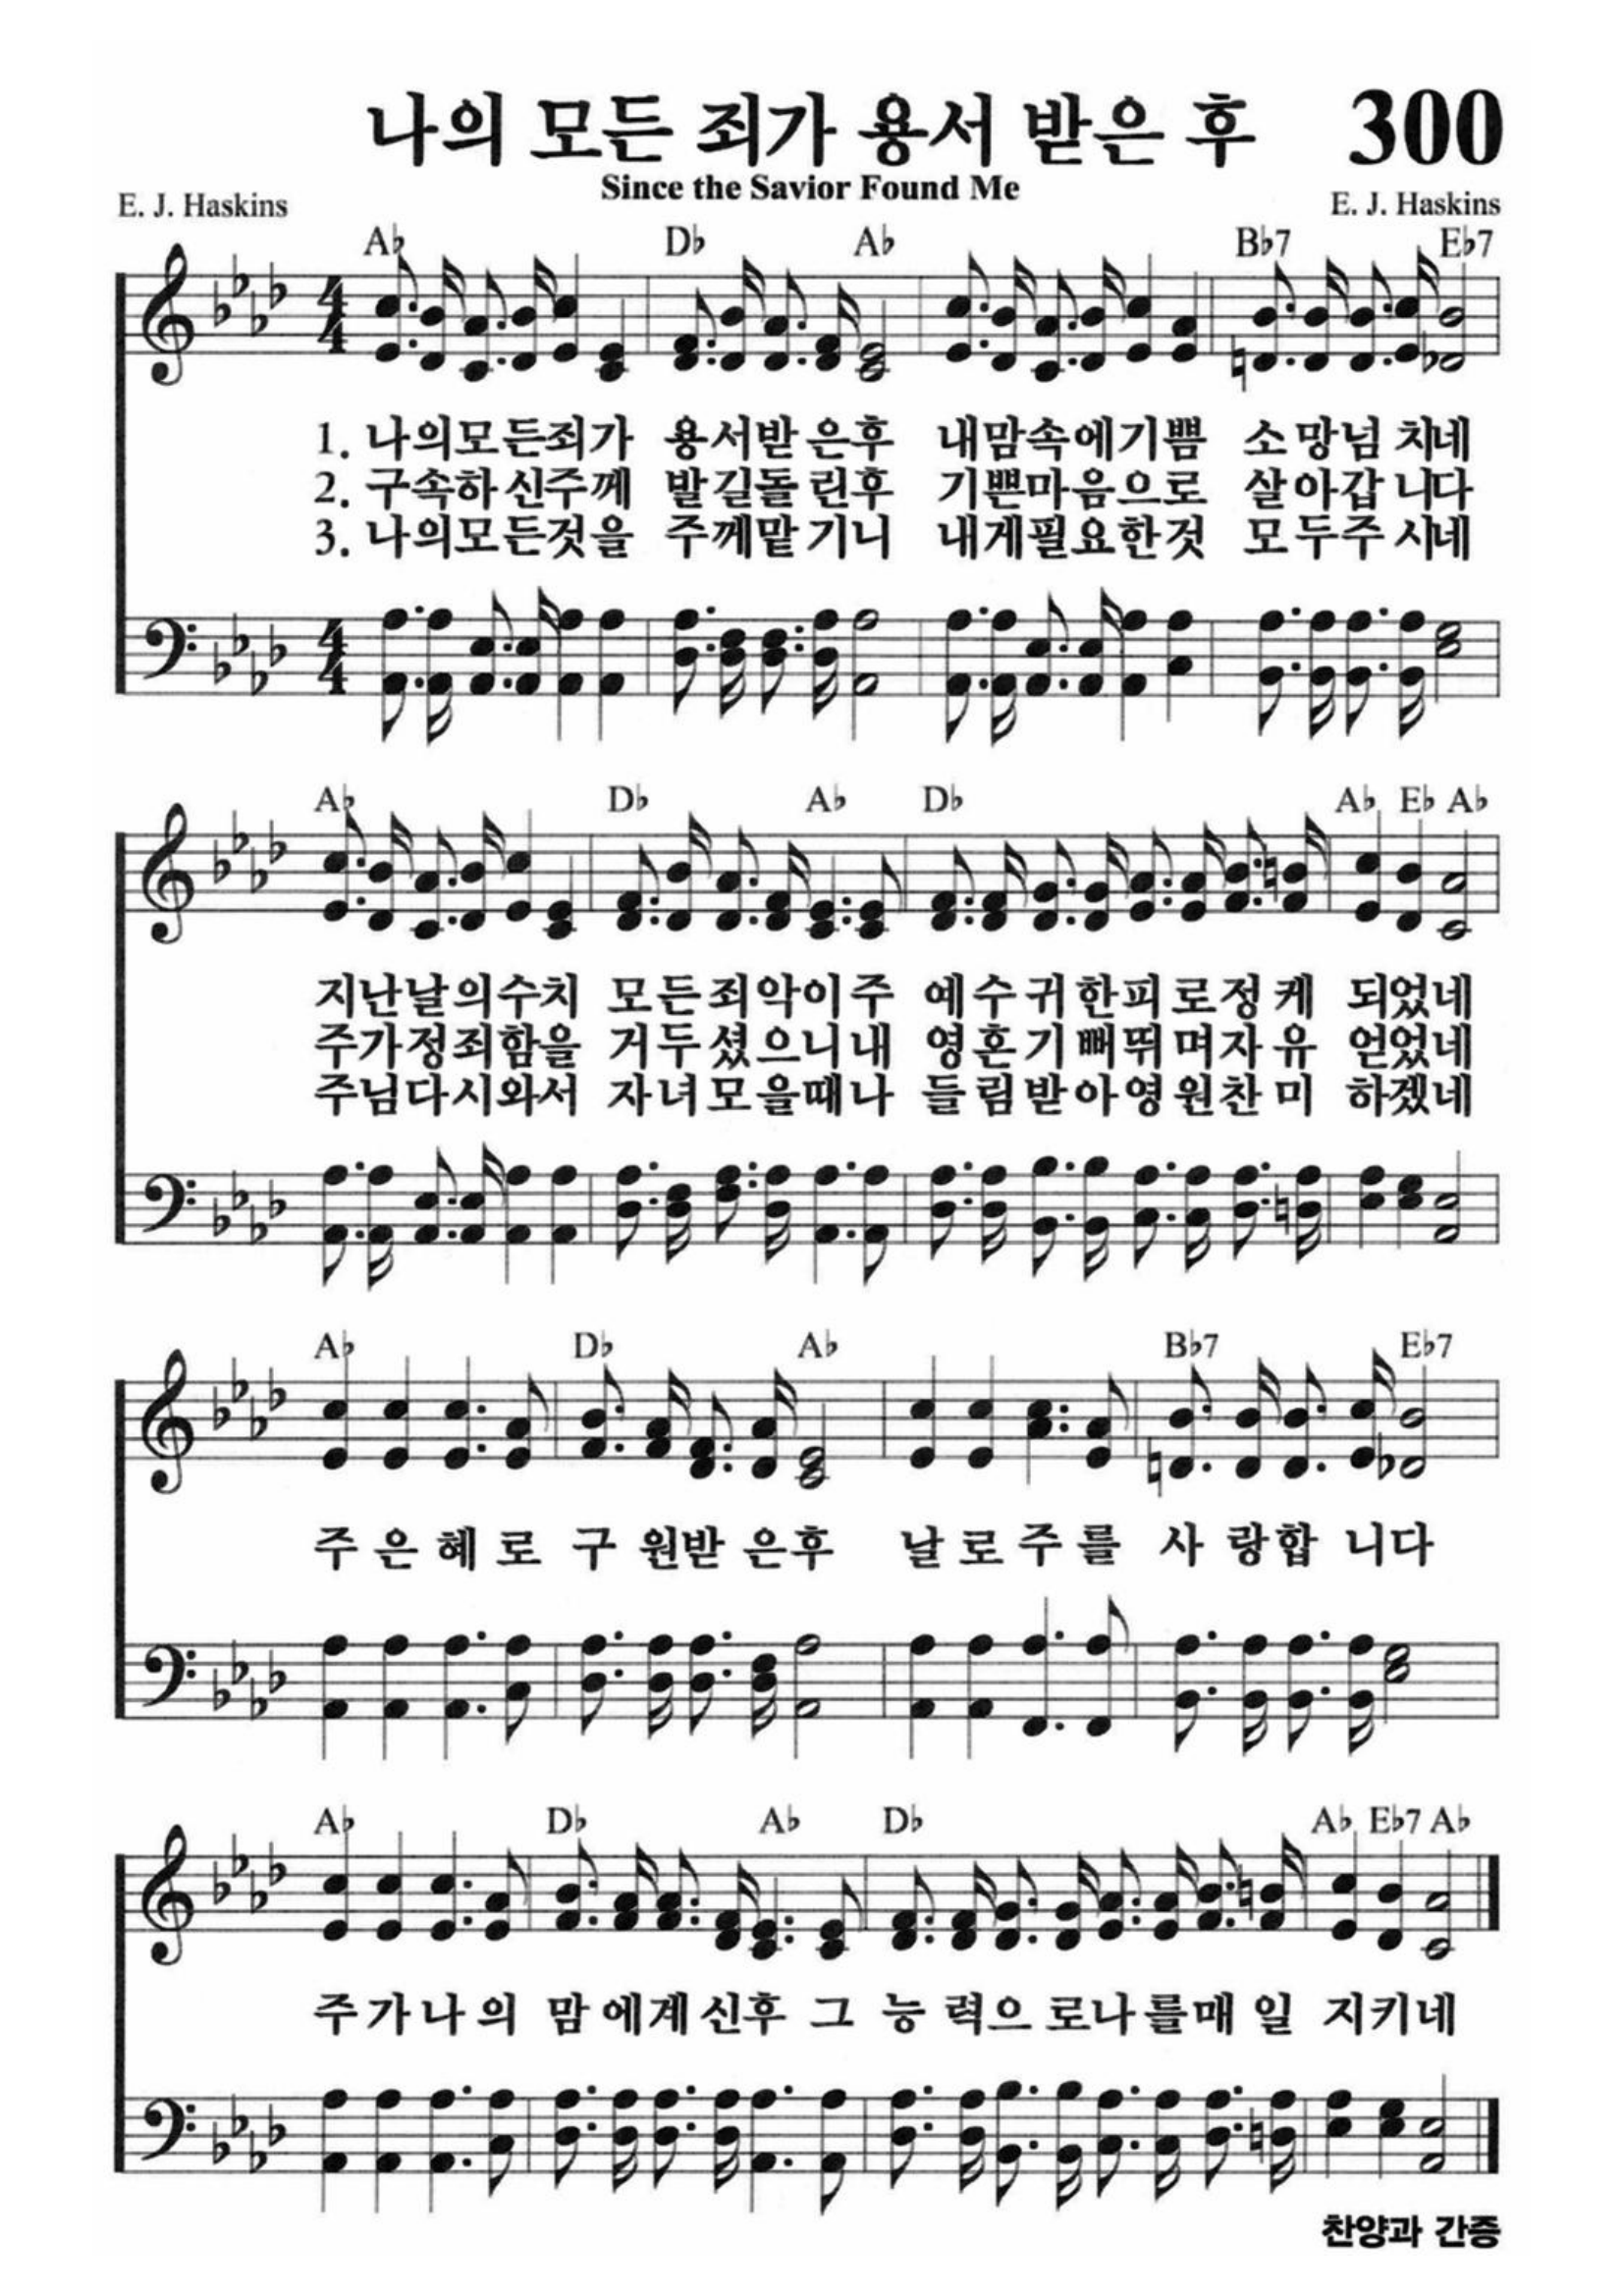 나의 모든 죄가 용서 받은 후 300
Since the Savior Found Me
E. J. Haskins E. J. Haskins
A♭ D♭ A♭ B♭7 E♭7
1. 나의모든죄가 용서받은후 내맘속에기쁨 소망넘치네
2. 구속하신주께 발길돌린후 기쁜마음으로 살아갑니다
3. 나의모든것을 주께맡기니 내게필요한것 모두주시네
A♭ D♭ A♭ D♭ A♭ E♭ A♭
지난날의수치 모든죄악이주 예수귀한피로정케 되었네
주가정죄함을 거두셨으니내 영혼기뻐뛰며자유 얻었네
주님다시와서 자녀모을때나 들림받아영원찬미 하겠네
A♭ D♭ A♭ B♭7 E♭7
주은혜로 구원받은후 날로주를 사랑합니다
A♭ D♭ A♭ D♭ A♭ E♭7 A♭
주가나의 맘에계신후 그 능력으로나를매일 지키네
찬양과 간증